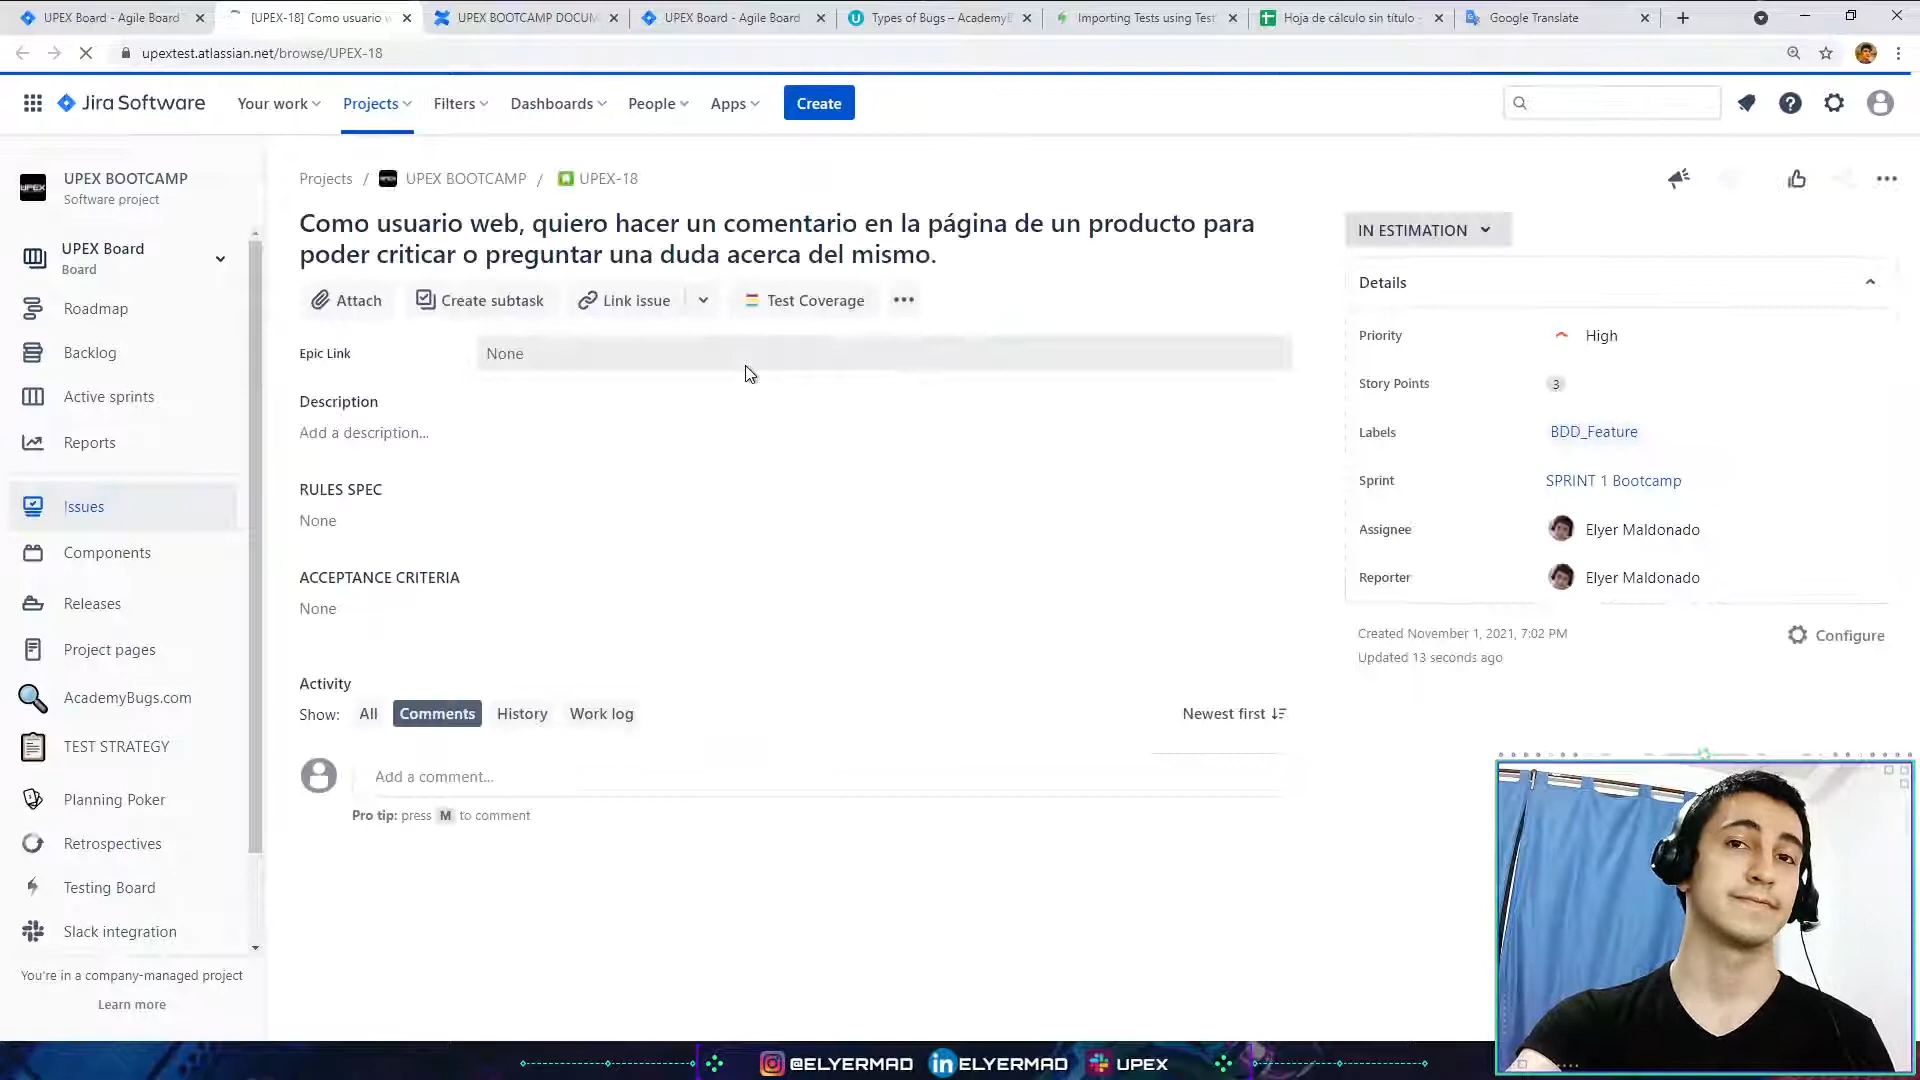 UPEX Board - Agile Board
[UPEX-18] Como usuario w
UPEX BOOTCAMP DOCUM
UPEX Board - Agile Board
Types of Bugs – AcademyB
Importing Tests using Test
Hoja de cálculo sin título -
Google Translate
upextest.atlassian.net/browse/UPEX-18
Jira Software
Your work
Projects
Filters
Dashboards
People
Apps
Create
UPEX BOOTCAMP
Software project
UPEX Board
Board
Roadmap
Backlog
Active sprints
Reports
Issues
Components
Releases
Project pages
AcademyBugs.com
TEST STRATEGY
Planning Poker
Retrospectives
Testing Board
Slack integration
You're in a company-managed project
Learn more
Projects / UPEX BOOTCAMP / UPEX-18
Como usuario web, quiero hacer un comentario en la página de un producto para
poder criticar o preguntar una duda acerca del mismo.
Attach
Create subtask
Link issue
Test Coverage
Epic Link
None
Description
Add a description...
RULES SPEC
None
ACCEPTANCE CRITERIA
None
Activity
Show: All Comments History Work log
Newest first
Add a comment...
Pro tip: press M to comment
IN ESTIMATION
Details
Priority
High
Story Points
3
Labels
BDD_Feature
Sprint
SPRINT 1 Bootcamp
Assignee
Elyer Maldonado
Reporter
Elyer Maldonado
Created November 1, 2021, 7:02 PM
Updated 13 seconds ago
Configure
@ELYERMAD
in ELYERMAD
UPEX